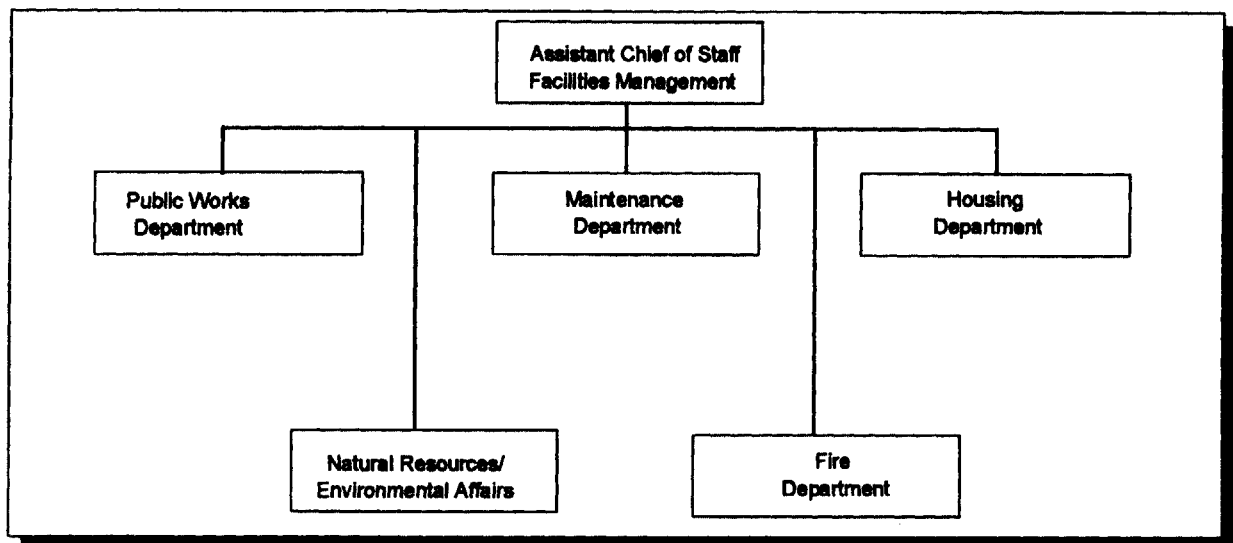 Assistant Chief of Staff
Facilities Management
Public Works
Department
Maintenance
Department
Housing
Department
Natural Resources/
Environmental Affairs
Fire
Department